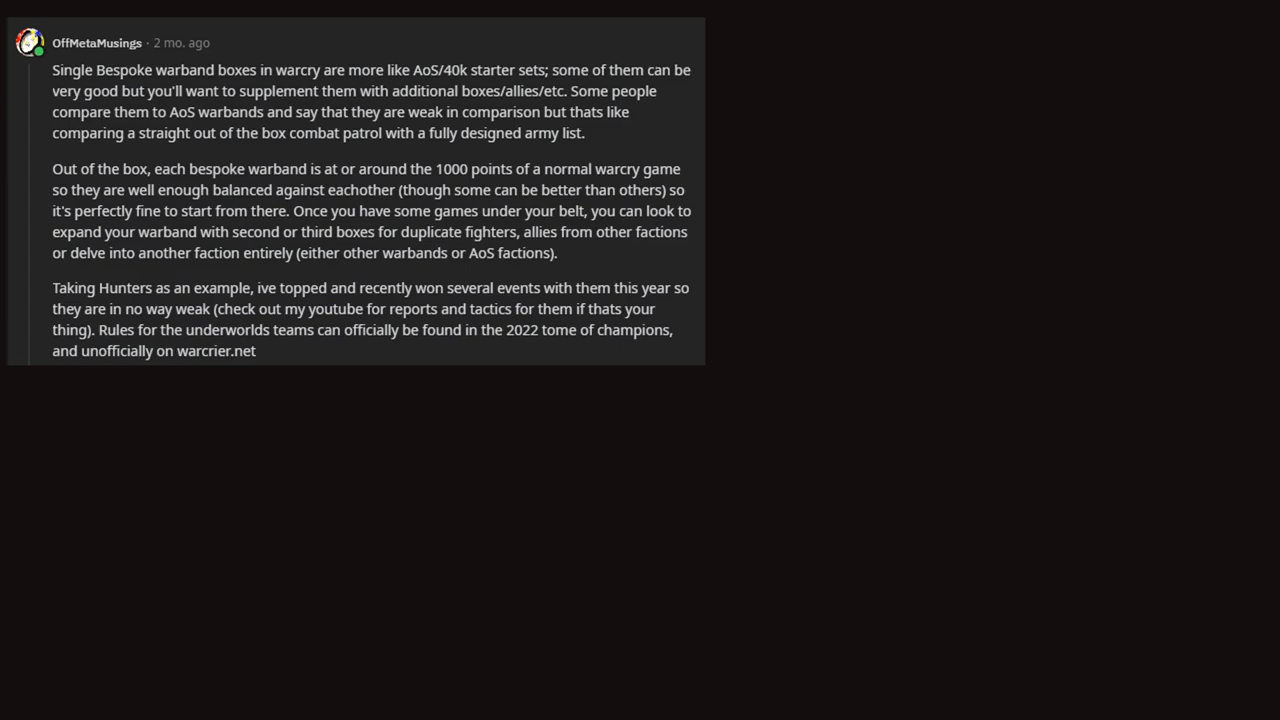 OffMetaMusings · 2 mo. ago
Single Bespoke warband boxes in warcry are more like AoS/40k starter sets; some of them can be
very good but you'll want to supplement them with additional boxes/allies/etc. Some people
compare them to AoS warbands and say that they are weak in comparison but thats like
comparing a straight out of the box combat patrol with a fully designed army list.
Out of the box, each bespoke warband is at or around the 1000 points of a normal warcry game
so they are well enough balanced against eachother (though some can be better than others) so
it's perfectly fine to start from there. Once you have some games under your belt, you can look to
expand your warband with second or third boxes for duplicate fighters, allies from other factions
or delve into another faction entirely (either other warbands or AoS factions).
Taking Hunters as an example, ive topped and recently won several events with them this year so
they are in no way weak (check out my youtube for reports and tactics for them if thats your
thing). Rules for the underworlds teams can officially be found in the 2022 tome of champions,
and unofficially on warcrier.net